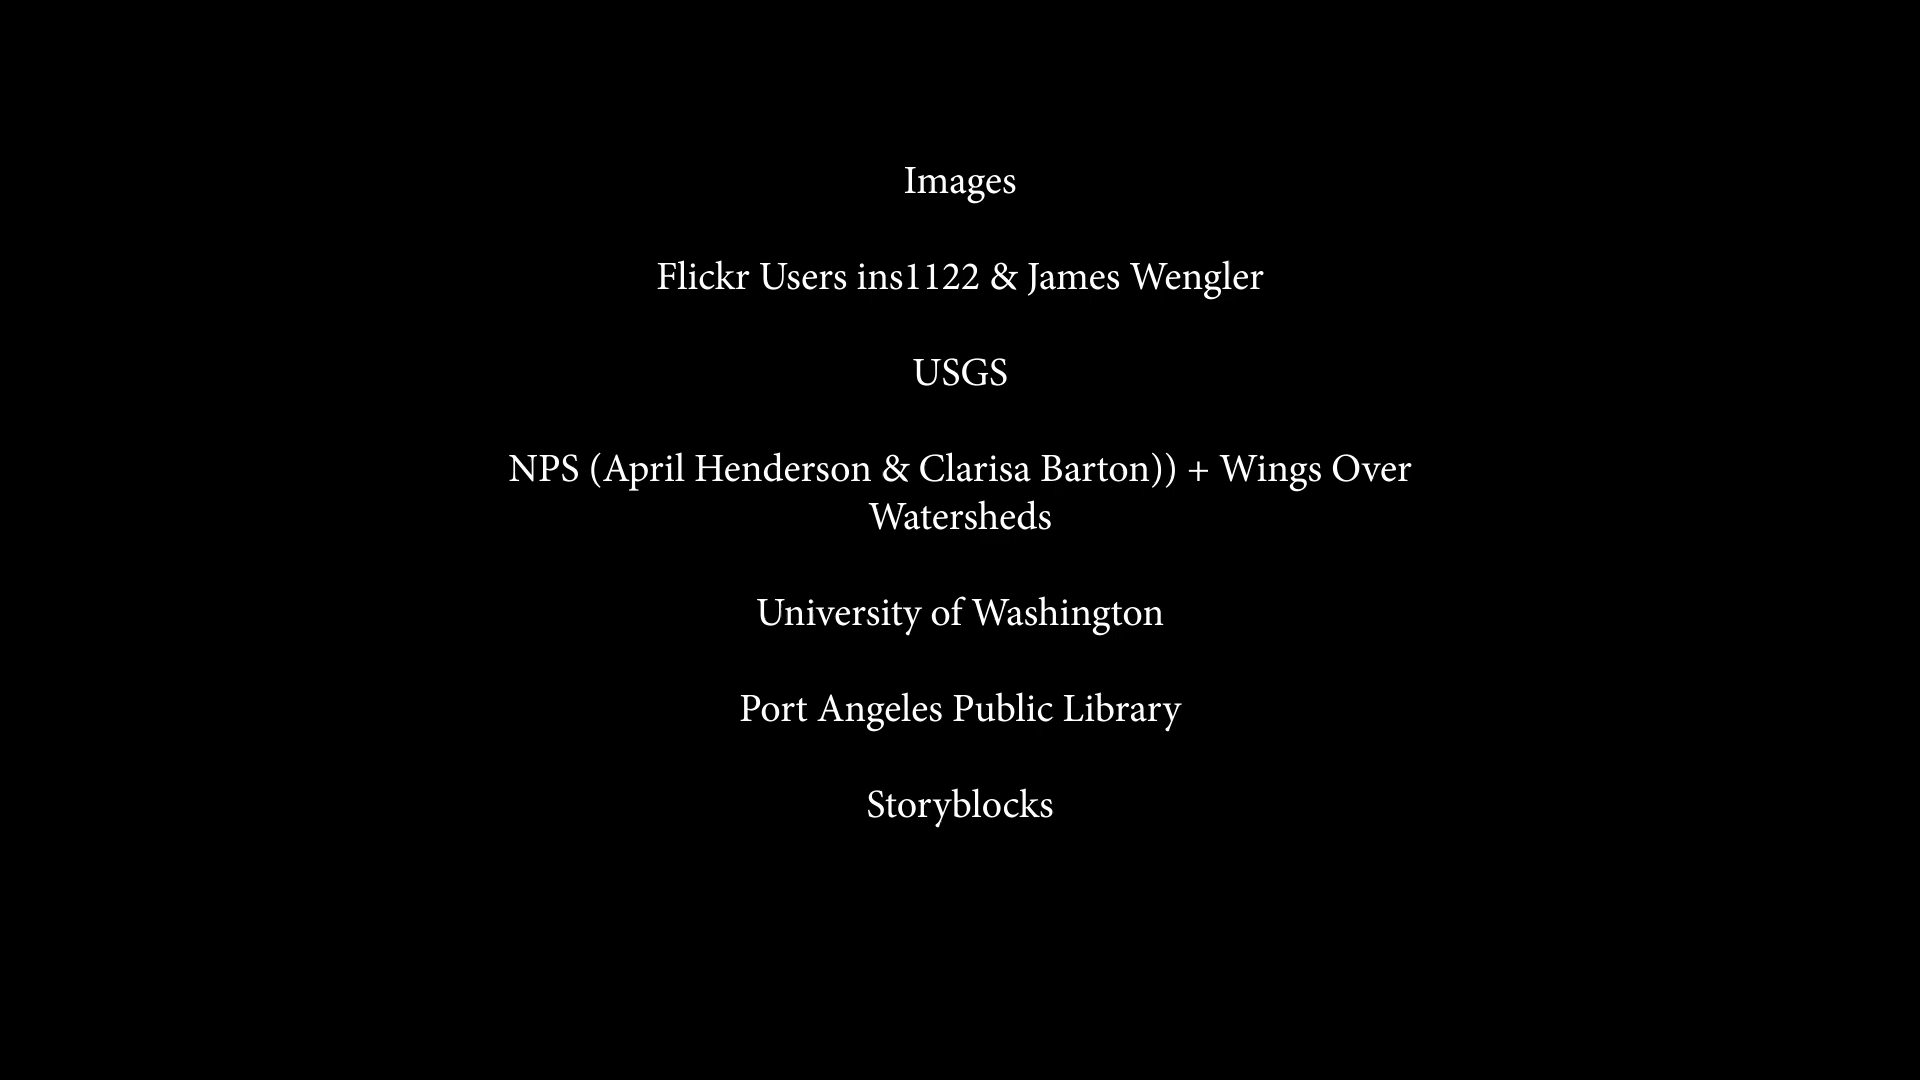 Images
Flickr Users ins1122 & James Wengler
USGS
NPS (April Henderson & Clarisa Barton)) + Wings Over
Watersheds
University of Washington
Port Angeles Public Library
Storyblocks